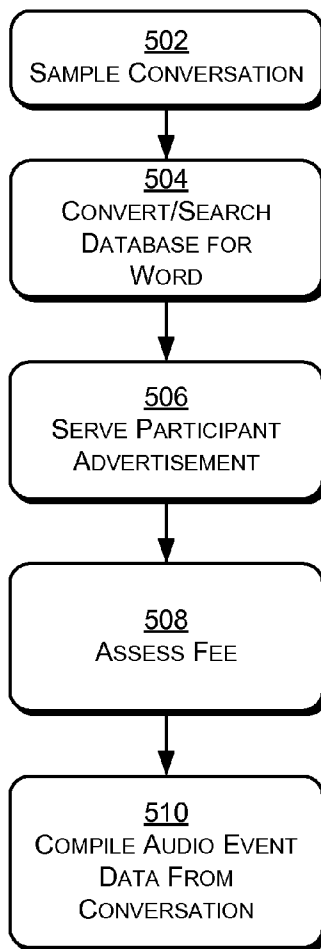 502
SAMPLE CONVERSATION
504
CONVERT/SEARCH
DATABASE FOR
WORD
506
SERVE PARTICIPANT
ADVERTISEMENT
508
ASSESS FEE
510
COMPILE AUDIO EVENT
DATA FROM
CONVERSATION